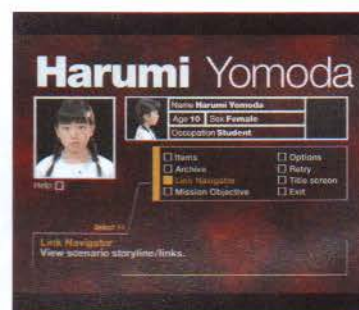 Harumi Yomoda
Name Harumi Yomoda
Age 10 Sex Female
Occupation Student
Items
Archive
Link Navigator
Mission Objective
Options
Retry
Title screen
Exit
Help
Select >>
Link Navigator
View scenario storyline/links.